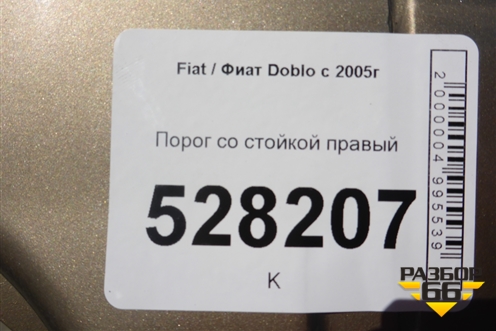 Fiat / Фиат Doblo с 2005г
Порог со стойкой правый
528207
К
2000004995539
РАЗБОР
66